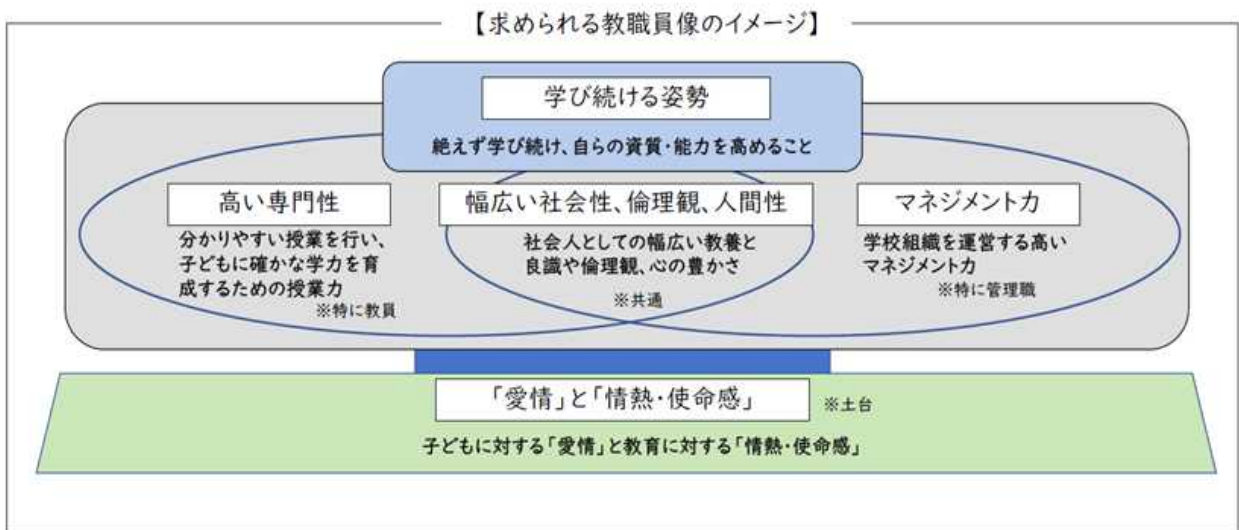 【求められる教職員像のイメージ】
学び続ける姿勢
絶えず学び続け、自らの資質・能力を高めること
高い専門性
分かりやすい授業を行い、
子どもに確かな学力を育
成するための授業力
※特に教員
幅広い社会性、倫理観、人間性
社会人としての幅広い教養と
良識や倫理観、心の豊かさ
※共通
マネジメント力
学校組織を運営する高い
マネジメント力
※特に管理職
「愛情」と「情熱・使命感」
※土台
子どもに対する「愛情」と教育に対する「情熱・使命感」